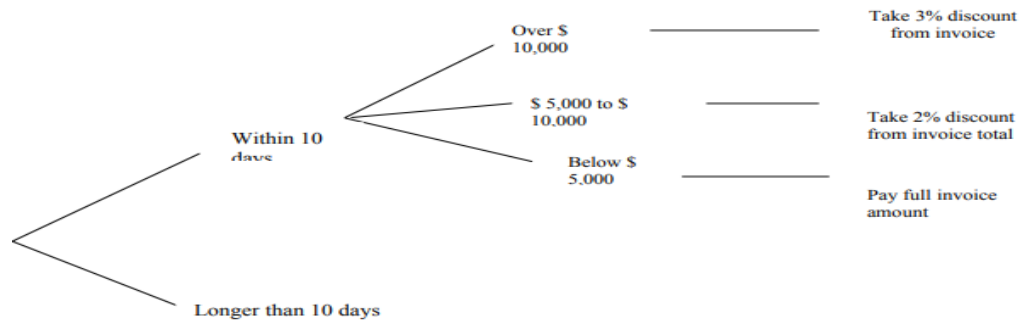 Over $
10,000
Take 3% discount
from invoice
$ 5,000 to $
10,000
Take 2% discount
from invoice total
Within 10
days
Below $
5,000
Pay full invoice
amount
Longer than 10 days